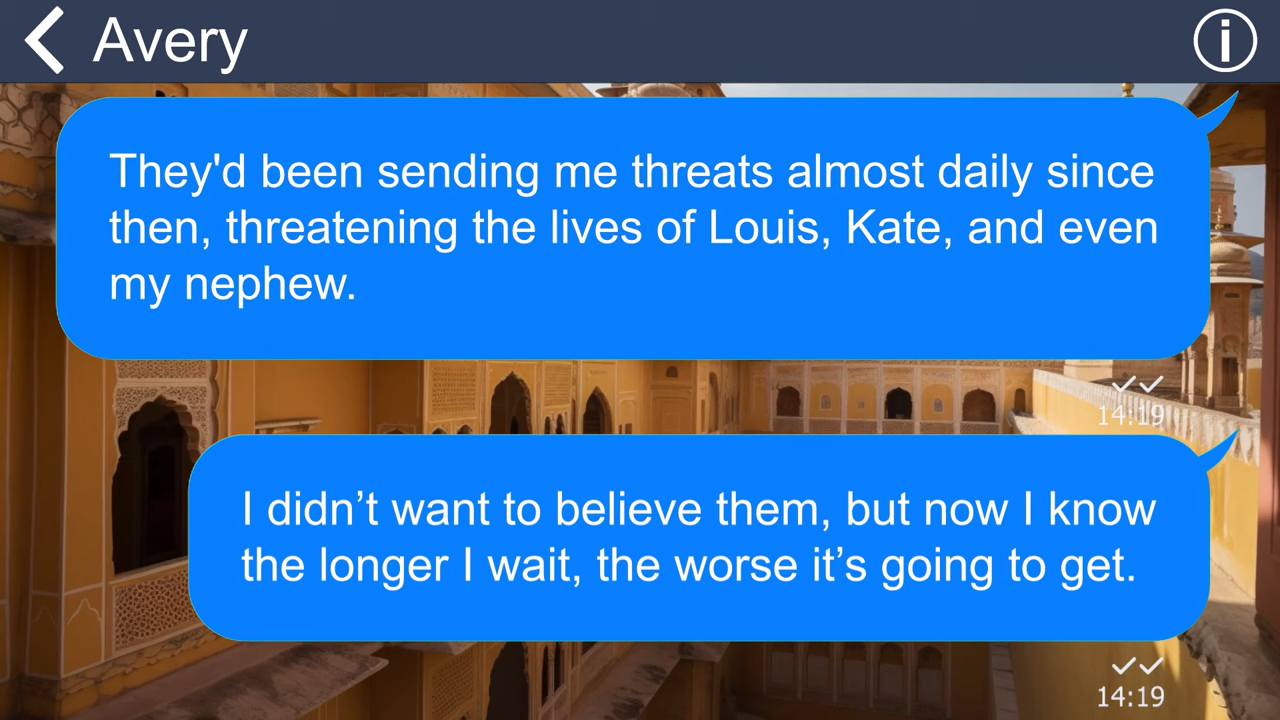 Avery
They'd been sending me threats almost daily since
then, threatening the lives of Louis, Kate, and even
my nephew.
14:19
I didn’t want to believe them, but now I know
the longer I wait, the worse it’s going to get.
14:19